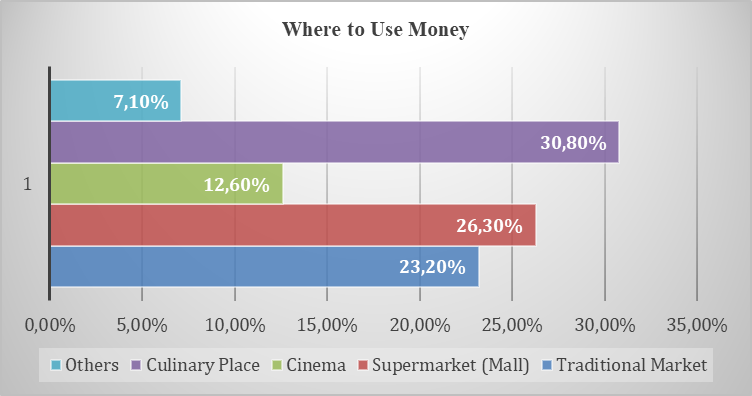 Where to Use Money
7,10%
30,80%
1
12,60%
26,30%
23,20%
0,00% 5,00% 10,00% 15,00% 20,00% 25,00% 30,00% 35,00%
Others Culinary Place Cinema Supermarket (Mall) Traditional Market